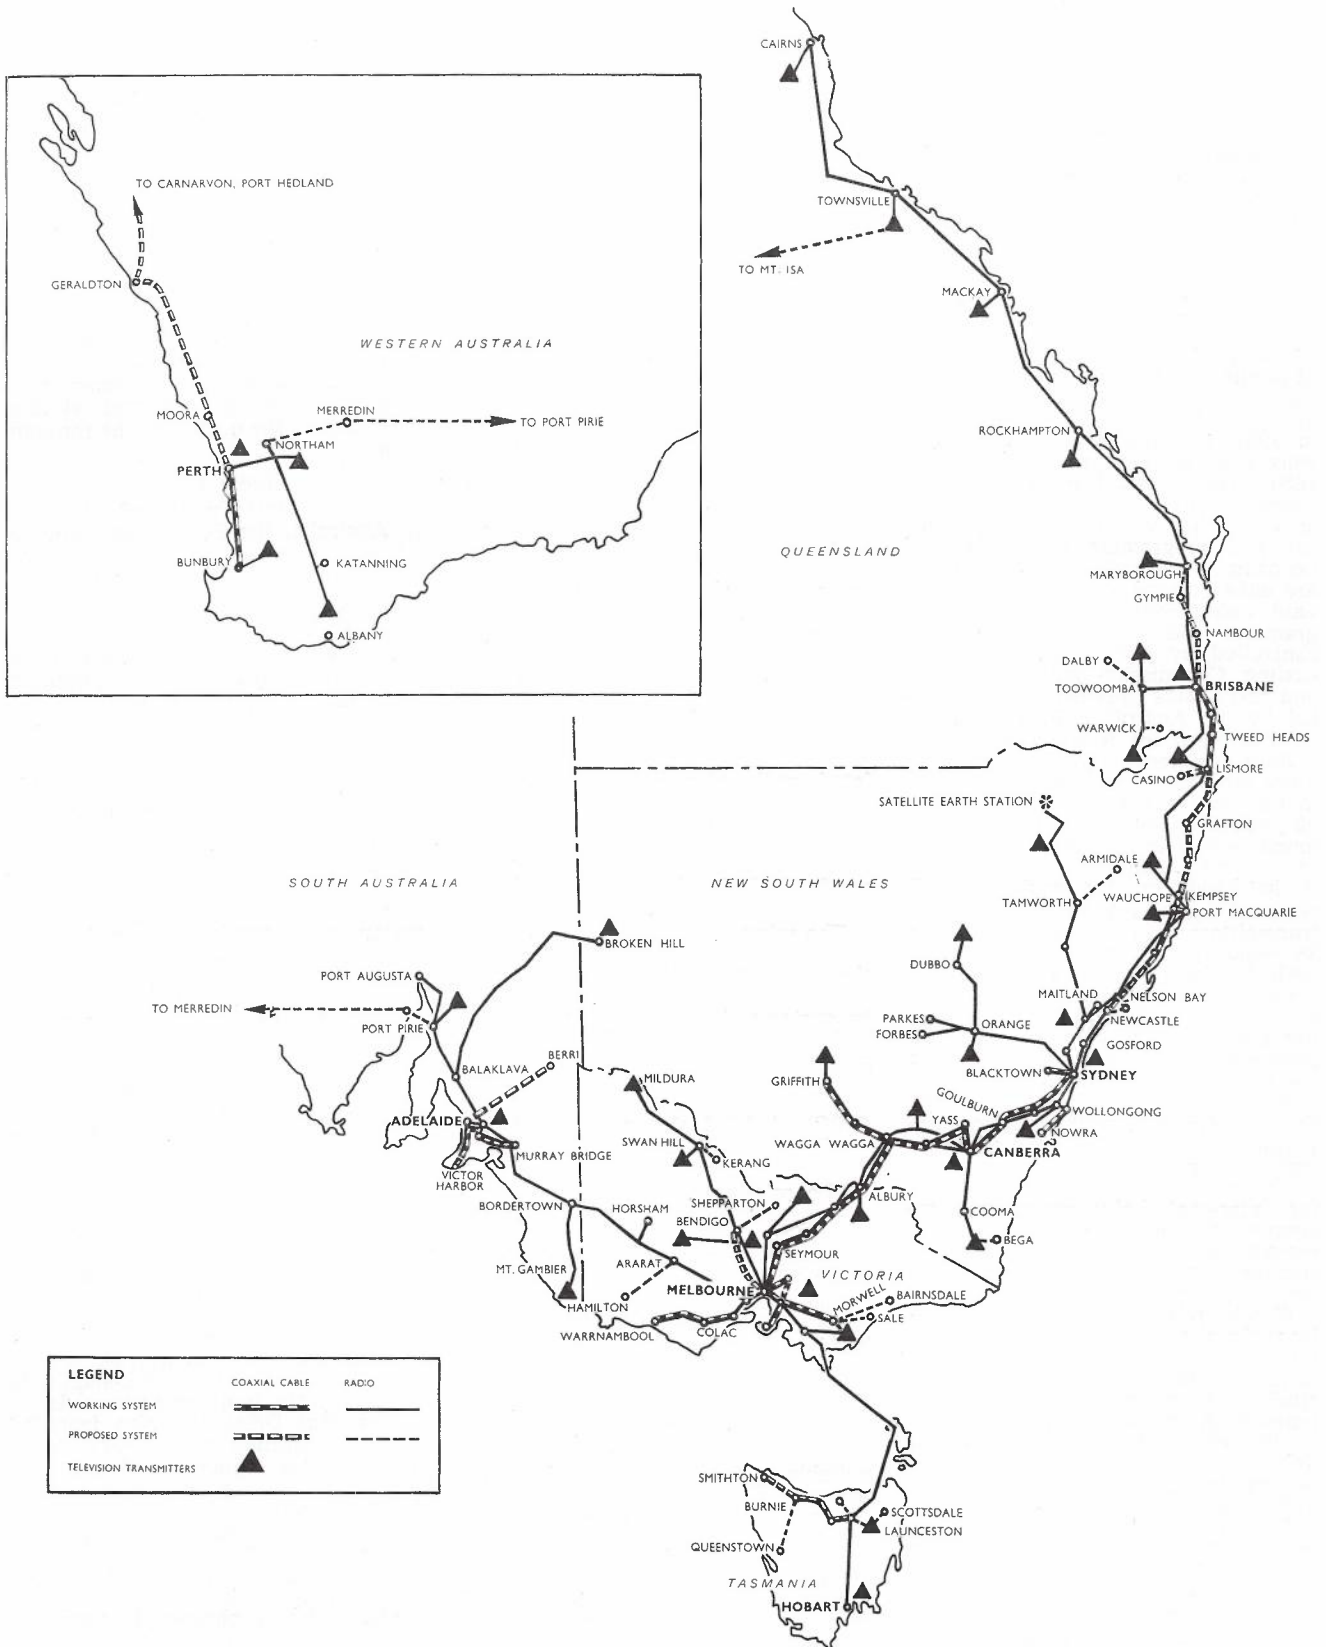 CAIRNS
TO CARNARVON, PORT HEDLAND
TOWNSVILLE
TO MT. ISA
GERALDTON
MACKAY
WESTERN AUSTRALIA
MOORA
MERREDIN
TO PORT PIRIE
NORTHAM
PERTH
ROCKHAMPTON
BUNBURY
KATANNING
ALBANY
QUEENSLAND
MARYBOROUGH
GYMPIE
NAMBOUR
DALBY
TOOWOOMBA
BRISBANE
WARWICK
TWEED HEADS
LISMORE
CASINO
SATELLITE EARTH STATION
GRAFTON
ARMIDALE
SOUTH AUSTRALIA
NEW SOUTH WALES
TAMWORTH
WAUCHOPE
KEMPSEY
PORT MACQUARIE
BROKEN HILL
DUBBO
PORT AUGUSTA
TO MERREDIN
PORT PIRIE
MAITLAND
NELSON BAY
NEWCASTLE
PARKES
FORBES
ORANGE
GOSFORD
BERRI
BALAKLAVA
MILDURA
GRIFFITH
BLACKTOWN
SYDNEY
GOULBURN
WOLLONGONG
ADELAIDE
YASS
NOWRA
MURRAY BRIDGE
SWAN HILL
WAGGA WAGGA
CANBERRA
KERANG
VICTOR
HARBOR
BORDERTOWN
HORSHAM
SHEPPARTON
ALBURY
BENDIGO
COOMA
SEYMOUR
BEGA
MT. GAMBIER
ARARAT
VICTORIA
MELBOURNE
MORWELL
BAIRNSDALE
HAMILTON
SALE
WARRNAMBOOL
COLAC
LEGEND
COAXIAL CABLE RADIO
WORKING SYSTEM
PROPOSED SYSTEM
TELEVISION TRANSMITTERS
SMITHTON
BURNIE
SCOTTSDALE
LAUNCESTON
QUEENSTOWN
TASMANIA
HOBART